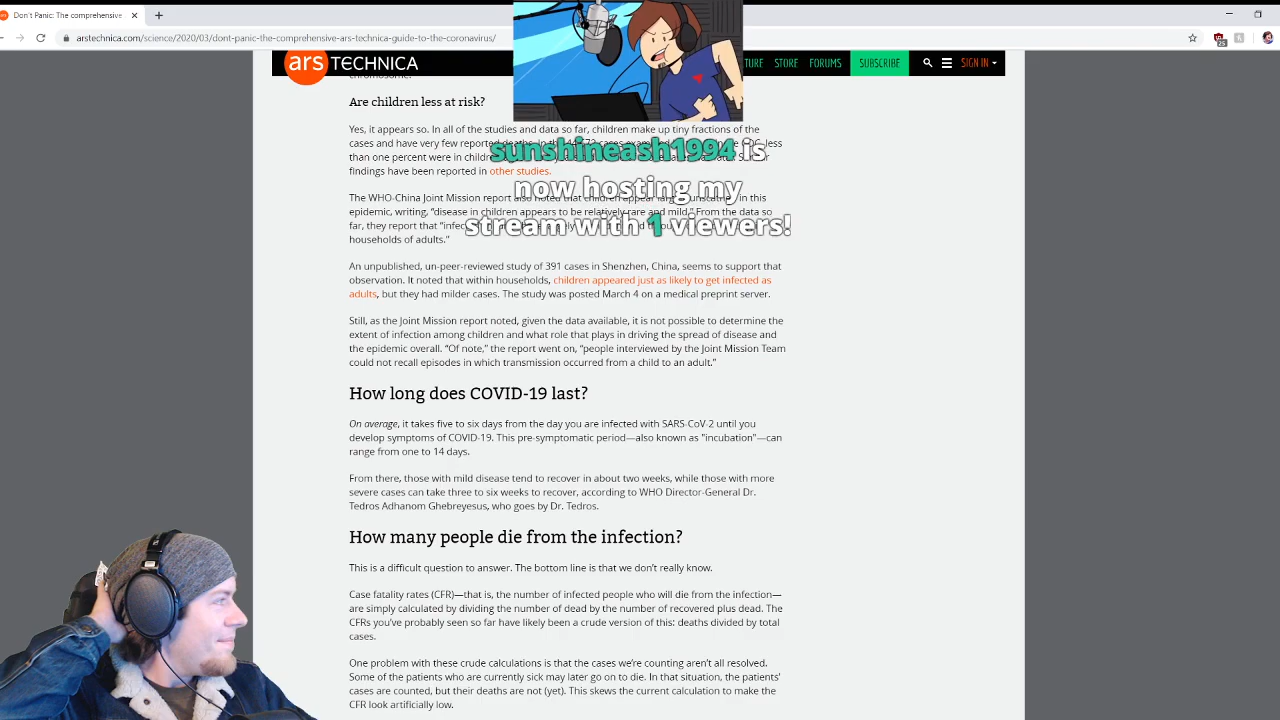 Don't Panic: The comprehensive
arstechnica.com/science/2020/03/dont-panic-the-comprehensive-ars-technica-guide-to-the-coronavirus/
25
ars TECHNICA
TURE STORE FORUMS SUBSCRIBE SIGN IN
chromosome.
Are children less at risk?
Yes, it appears so. In all of the studies and data so far, children make up tiny fractions of the
cases and have very few reported deaths. In the less
than one percent were in children
findings have been reported in other studies.
sunshineash1994 is
now hosting my
stream with 1 viewers!
The WHO-China Joint Mission report also noted that children appear in this
epidemic, writing, “disease in children appears to be relatively rare and mild.” From the data so
far, they report that
households of adults.”
An unpublished, un-peer-reviewed study of 391 cases in Shenzhen, China, seems to support that
observation. It noted that within households, children appeared just as likely to get infected as
adults, but they had milder cases. The study was posted March 4 on a medical preprint server.
Still, as the Joint Mission report noted, given the data available, it is not possible to determine the
extent of infection among children and what role that plays in driving the spread of disease and
the epidemic overall. “Of note,” the report went on, “people interviewed by the Joint Mission Team
could not recall episodes in which transmission occurred from a child to an adult.”
How long does COVID-19 last?
On average, it takes five to six days from the day you are infected with SARS-CoV-2 until you
develop symptoms of COVID-19. This pre-symptomatic period—also known as "incubation"—can
range from one to 14 days.
From there, those with mild disease tend to recover in about two weeks, while those with more
severe cases can take three to six weeks to recover, according to WHO Director-General Dr.
Tedros Adhanom Ghebreyesus, who goes by Dr. Tedros.
How many people die from the infection?
This is a difficult question to answer. The bottom line is that we don’t really know.
Case fatality rates (CFR)—that is, the number of infected people who will die from the infection—
are simply calculated by dividing the number of dead by the number of recovered plus dead. The
CFRs you’ve probably seen so far have likely been a crude version of this: deaths divided by total
cases.
One problem with these crude calculations is that the cases we’re counting aren’t all resolved.
Some of the patients who are currently sick may later go on to die. In that situation, the patients’
cases are counted, but their deaths are not (yet). This skews the current calculation to make the
CFR look artificially low.